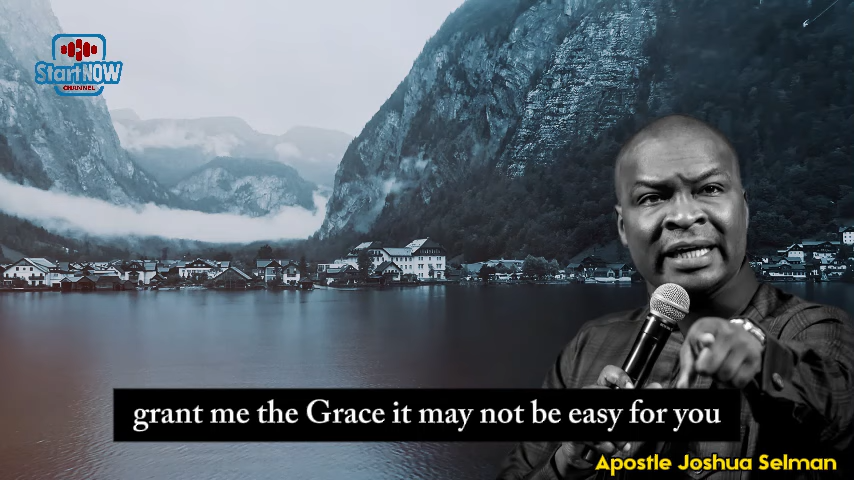 StartNOW
CHANNEL
grant me the Grace it may not be easy for you
Apostle Joshua Selman